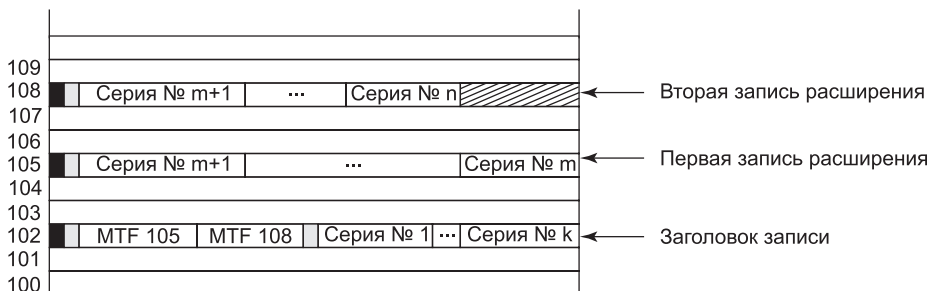 109
108 Серия № m+1 ... Серия № n Вторая запись расширения
107
106
105 Серия № m+1 ... Серия № m Первая запись расширения
104
103
102 MTF 105 MTF 108 Серия № 1 ... Серия № k Заголовок записи
101
100